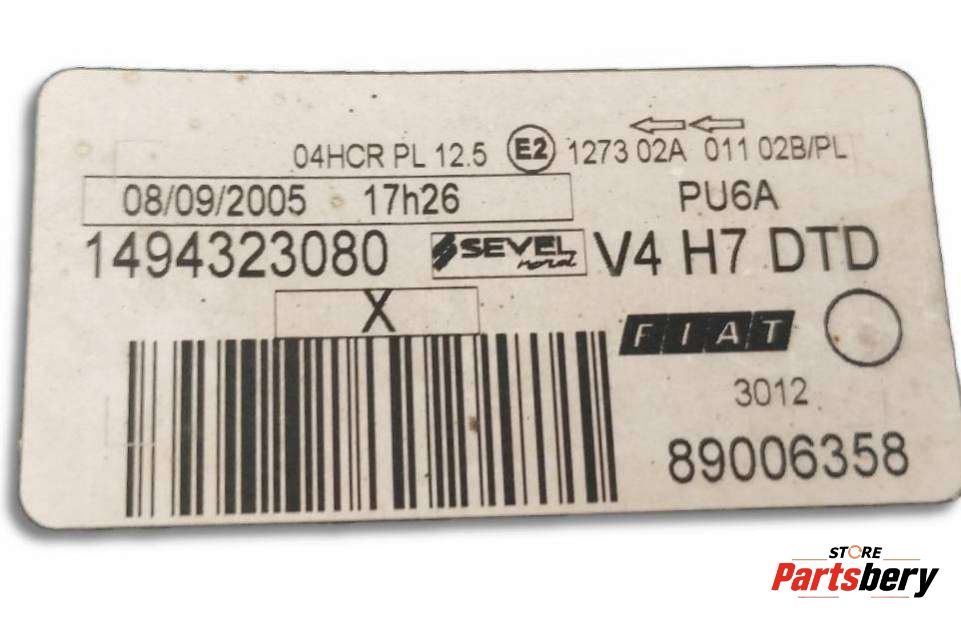 04HCR PL 12.5 E2 1273 02A 011 02B/PL
08/09/2005 17h26 PU6A
1494323080 SEVEL nord V4 H7 DTD
X
FIAT
3012
89006358
STORE
Partsbery